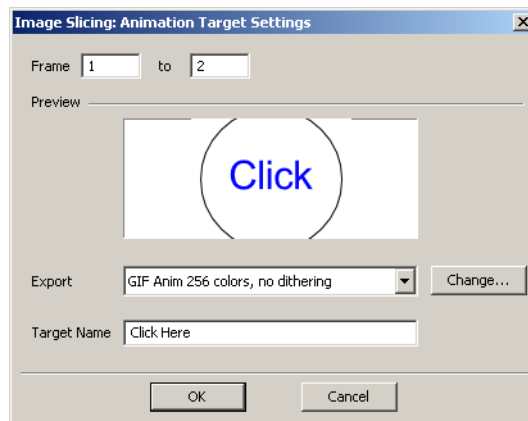 Image Slicing: Animation Target Settings
Frame 1 to 2
Preview
Click
Export GIF Anim 256 colors, no dithering Change...
Target Name Click Here
OK Cancel